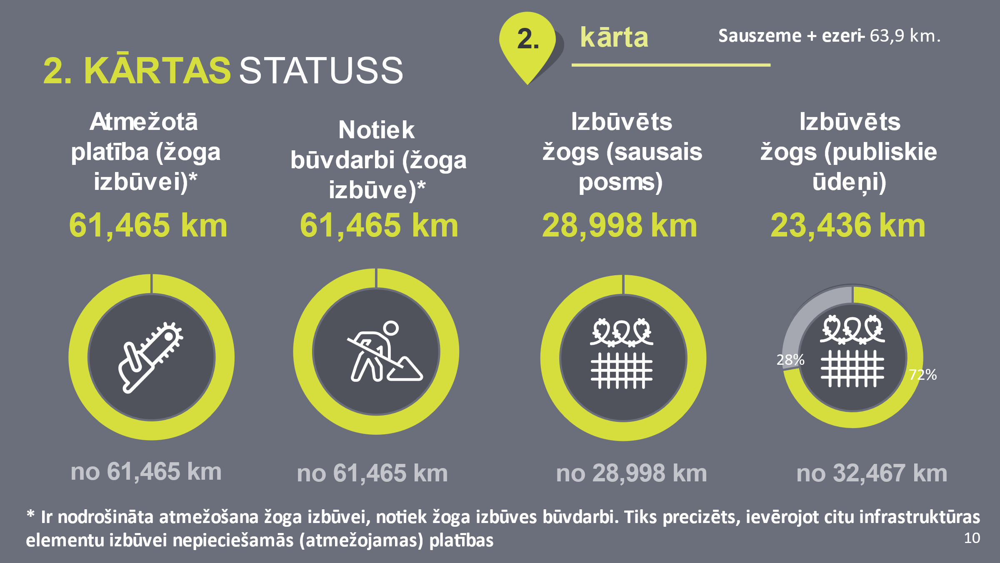 2. kārta
Sauszeme + ezeri- 63,9 km.
2. KĀRTAS STATUSS
Atmežotā
platība (žoga
izbūvei)*
61,465 km
no 61,465 km
Notiek
būvdarbi (žoga
izbūve)*
61,465 km
no 61,465 km
Izbūvēts
žogs (sausais
posms)
28,998 km
no 28,998 km
Izbūvēts
žogs (publiskie
ūdeņi)
23,436 km
28%
72%
no 32,467 km
* Ir nodrošināta atmežošana žoga izbūvei, notiek žoga izbūves būvdarbi. Tiks precizēts, ievērojot citu infrastruktūras
elementu izbūvei nepieciešamās (atmežojamas) platības
10